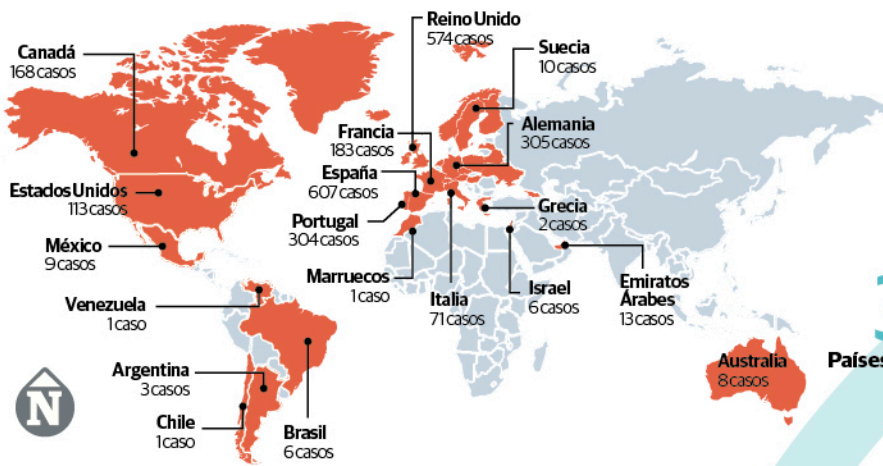 Reino Unido
574 casos
Suecia
10 casos
Canadá
168 casos
Francia
183 casos
Alemania
305 casos
España
607 casos
Estados Unidos
113 casos
Portugal
304 casos
Grecia
2 casos
México
9 casos
Marruecos
1 caso
Italia
71 casos
Israel
6 casos
Emiratos
Árabes
13 casos
Venezuela
1 caso
Argentina
3 casos
Australia
8 casos
Países
Chile
1 caso
Brasil
6 casos
N